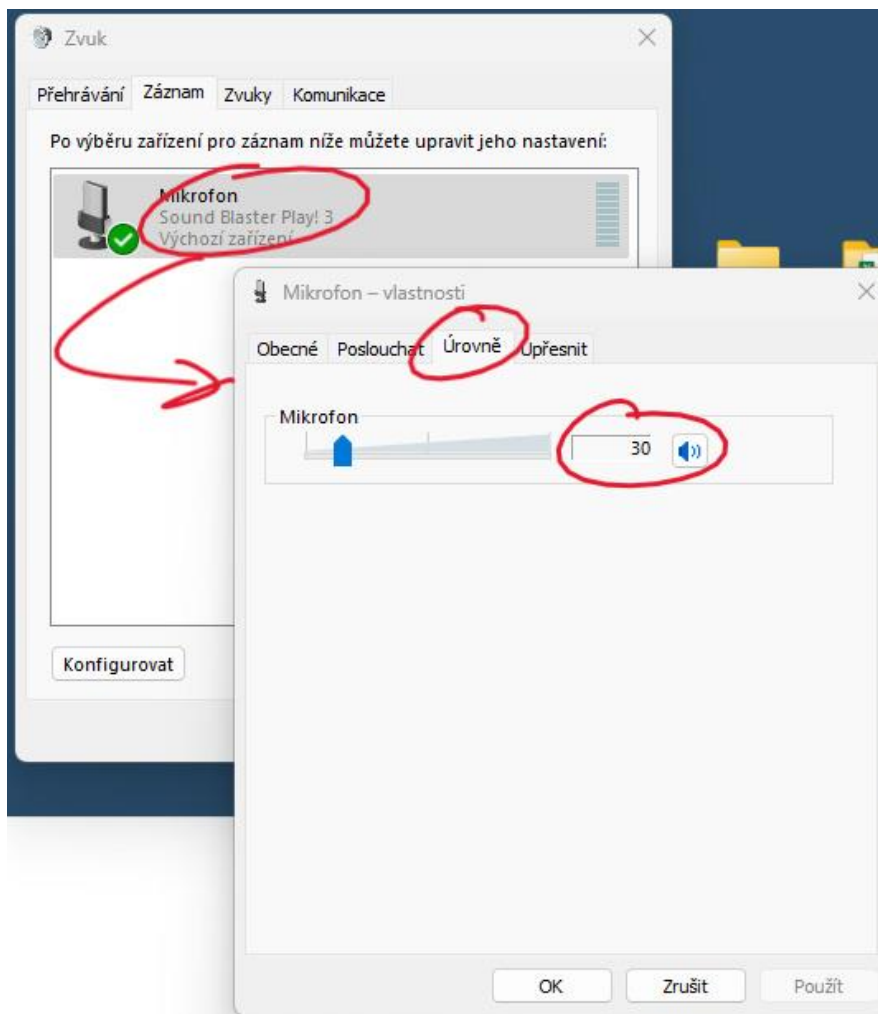 Zvuk
Přehrávání Záznam Zvuky Komunikace
Po výběru zařízení pro záznam níže můžete upravit jeho nastavení:
Mikrofon
Sound Blaster Play! 3
Výchozí zařízení
Mikrofon – vlastnosti
Obecné Poslouchat Úrovně Upřesnit
Mikrofon
30
Konfigurovat
OK Zrušit Použít